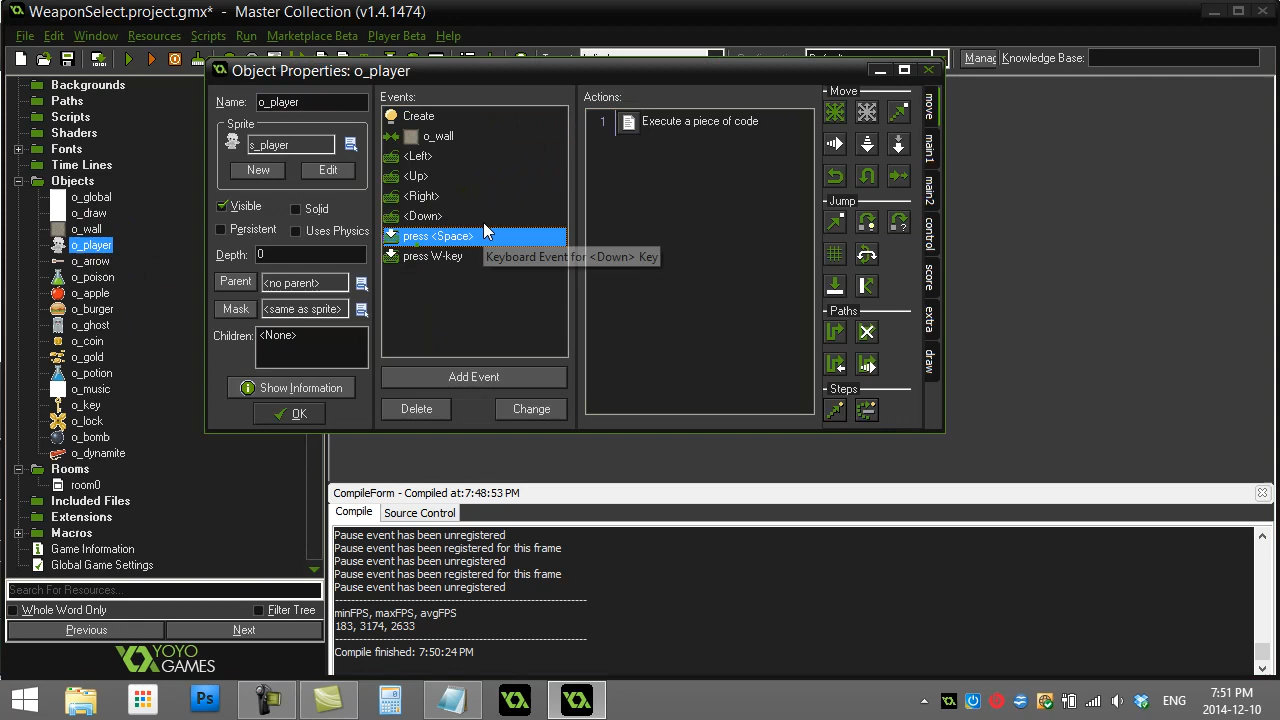 WeaponSelect.project.gmx* - Master Collection (v1.4.1474)
File Edit Window Resources Scripts Run Marketplace Beta Player Beta Help
Manac Knowledge Base:
Object Properties: o_player
Backgrounds
Paths
Scripts
Shaders
Fonts
Time Lines
Objects
o_global
o_draw
o_wall
o_player
o_arrow
o_poison
o_apple
o_burger
o_ghost
o_coin
o_gold
o_potion
o_music
o_key
o_lock
o_bomb
o_dynamite
Rooms
room0
Included Files
Extensions
Macros
Game Information
Global Game Settings
Search For Resources...
Whole Word Only Filter Tree
Previous Next
YOYO
GAMES
Name: o_player
Sprite
s_player
New Edit
Visible Solid
Persistent Uses Physics
Depth: 0
Parent <no parent>
Mask <same as sprite>
Children: <None>
Show Information
OK
Events:
Create
o_wall
<Left>
<Up>
<Right>
<Down>
press <Space>
press W-key
Keyboard Event for <Down> Key
Add Event
Delete Change
Actions:
1 Execute a piece of code
Move
Jump
Paths
Steps
move
main1
main2
control
score
extra
draw
CompileForm - Compiled at:7:48:53 PM
Compile Source Control
Pause event has been unregistered
Pause event has been registered for this frame
Pause event has been unregistered
Pause event has been registered for this frame
Pause event has been unregistered
minFPS, maxFPS, avgFPS
183, 3174, 2633
Compile finished: 7:50:24 PM
Ps
ENG
7:51 PM
2014-12-10